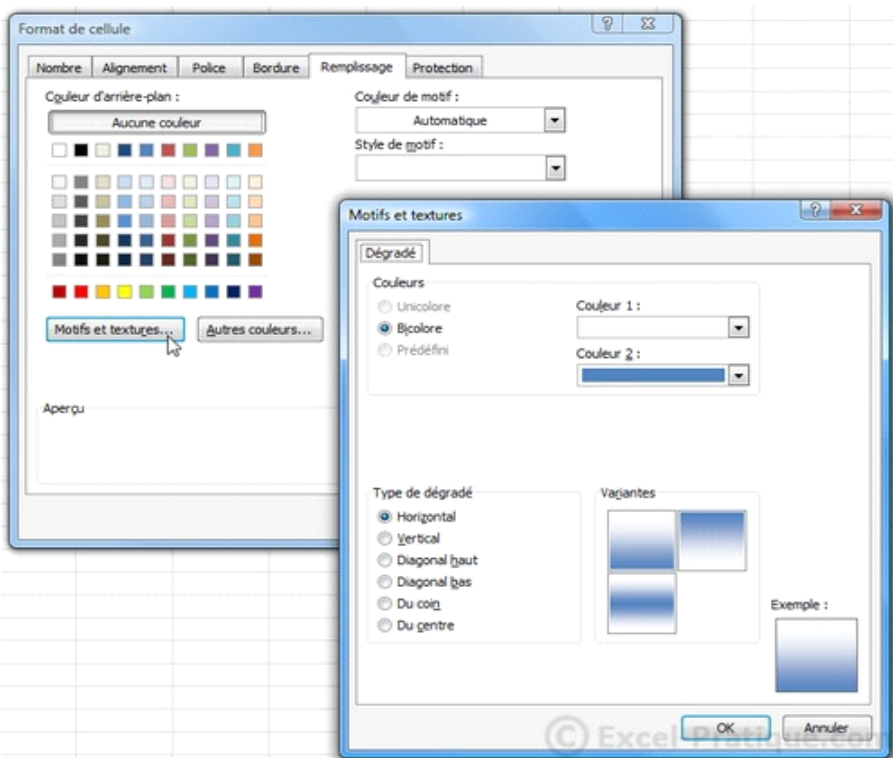 Format de cellule
Nombre Alignement Police Bordure Remplissage Protection
Couleur d'arrière-plan :
Aucune couleur
Couleur de motif :
Automatique
Style de motif :
Motifs et textures...
Autres couleurs...
Aperçu
Motifs et textures
Dégradé
Couleurs
Unicolore
Bicolore
Prédéfini
Couleur 1 :
Couleur 2 :
Type de dégradé
Horizontal
Vertical
Diagonal haut
Diagonal bas
Du coin
Du centre
Variantes
Exemple :
OK
Annuler
© Excel-Pratique.com